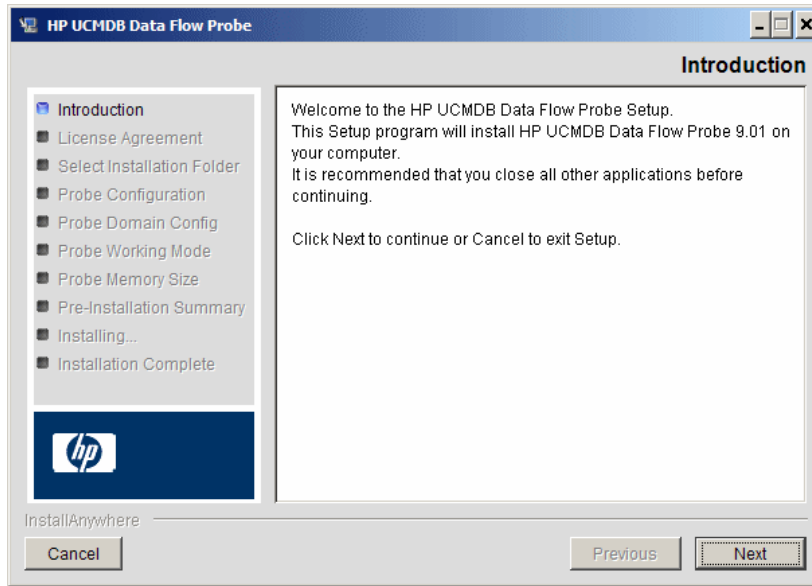 HP UCMDB Data Flow Probe
Introduction
Introduction
License Agreement
Select Installation Folder
Probe Configuration
Probe Domain Config
Probe Working Mode
Probe Memory Size
Pre-Installation Summary
Installing...
Installation Complete
Welcome to the HP UCMDB Data Flow Probe Setup.
This Setup program will install HP UCMDB Data Flow Probe 9.01 on
your computer.
It is recommended that you close all other applications before
continuing.
Click Next to continue or Cancel to exit Setup.
hp
InstallAnywhere
Cancel
Previous
Next